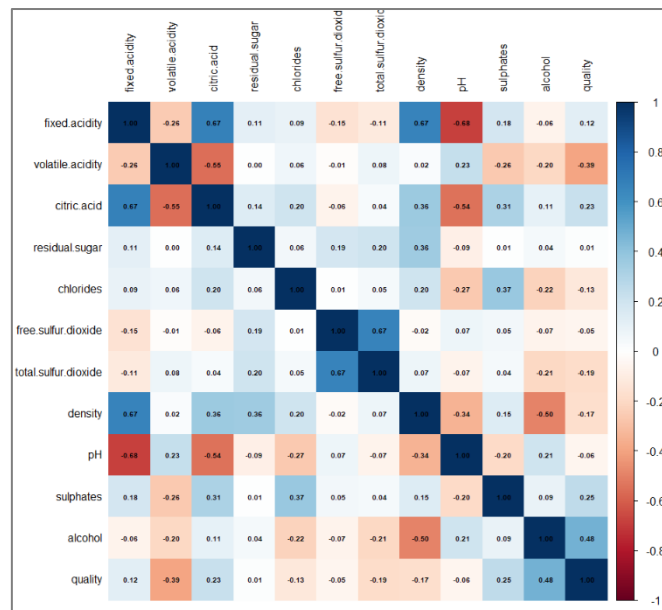 fixed.acidity volatile.acidity citric.acid residual.sugar chlorides free.sulfur.dioxid total.sulfur.dioxid density pH sulphates alcohol quality
fixed.acidity 1.00 -0.26 0.67 0.11 0.09 -0.15 -0.11 0.67 -0.68 0.18 -0.06 0.12
volatile.acidity -0.26 1.00 -0.55 0.00 0.06 -0.01 0.08 0.02 0.23 -0.26 -0.20 -0.39
citric.acid 0.67 -0.55 1.00 0.14 0.20 -0.06 0.04 0.36 -0.54 0.31 0.11 0.23
residual.sugar 0.11 0.00 0.14 1.00 0.06 0.19 0.20 0.36 -0.09 0.01 0.04 0.01
chlorides 0.09 0.06 0.20 0.06 1.00 0.01 0.05 0.20 -0.27 0.37 -0.22 -0.13
free.sulfur.dioxide -0.15 -0.01 -0.06 0.19 0.01 1.00 0.67 -0.02 0.07 0.05 -0.07 -0.05
total.sulfur.dioxide -0.11 0.08 0.04 0.20 0.05 0.67 1.00 0.07 -0.07 0.04 -0.21 -0.19
density 0.67 0.02 0.36 0.36 0.20 -0.02 0.07 1.00 -0.34 0.15 -0.50 -0.17
pH -0.68 0.23 -0.54 -0.09 -0.27 0.07 -0.07 -0.34 1.00 -0.20 0.21 -0.06
sulphates 0.18 -0.26 0.31 0.01 0.37 0.05 0.04 0.15 -0.20 1.00 0.09 0.25
alcohol -0.06 -0.20 0.11 0.04 -0.22 -0.07 -0.21 -0.50 0.21 0.09 1.00 0.48
quality 0.12 -0.39 0.23 0.01 -0.13 -0.05 -0.19 -0.17 -0.06 0.25 0.48 1.00
1
0.8
0.6
0.4
0.2
0
-0.2
-0.4
-0.6
-0.8
-1